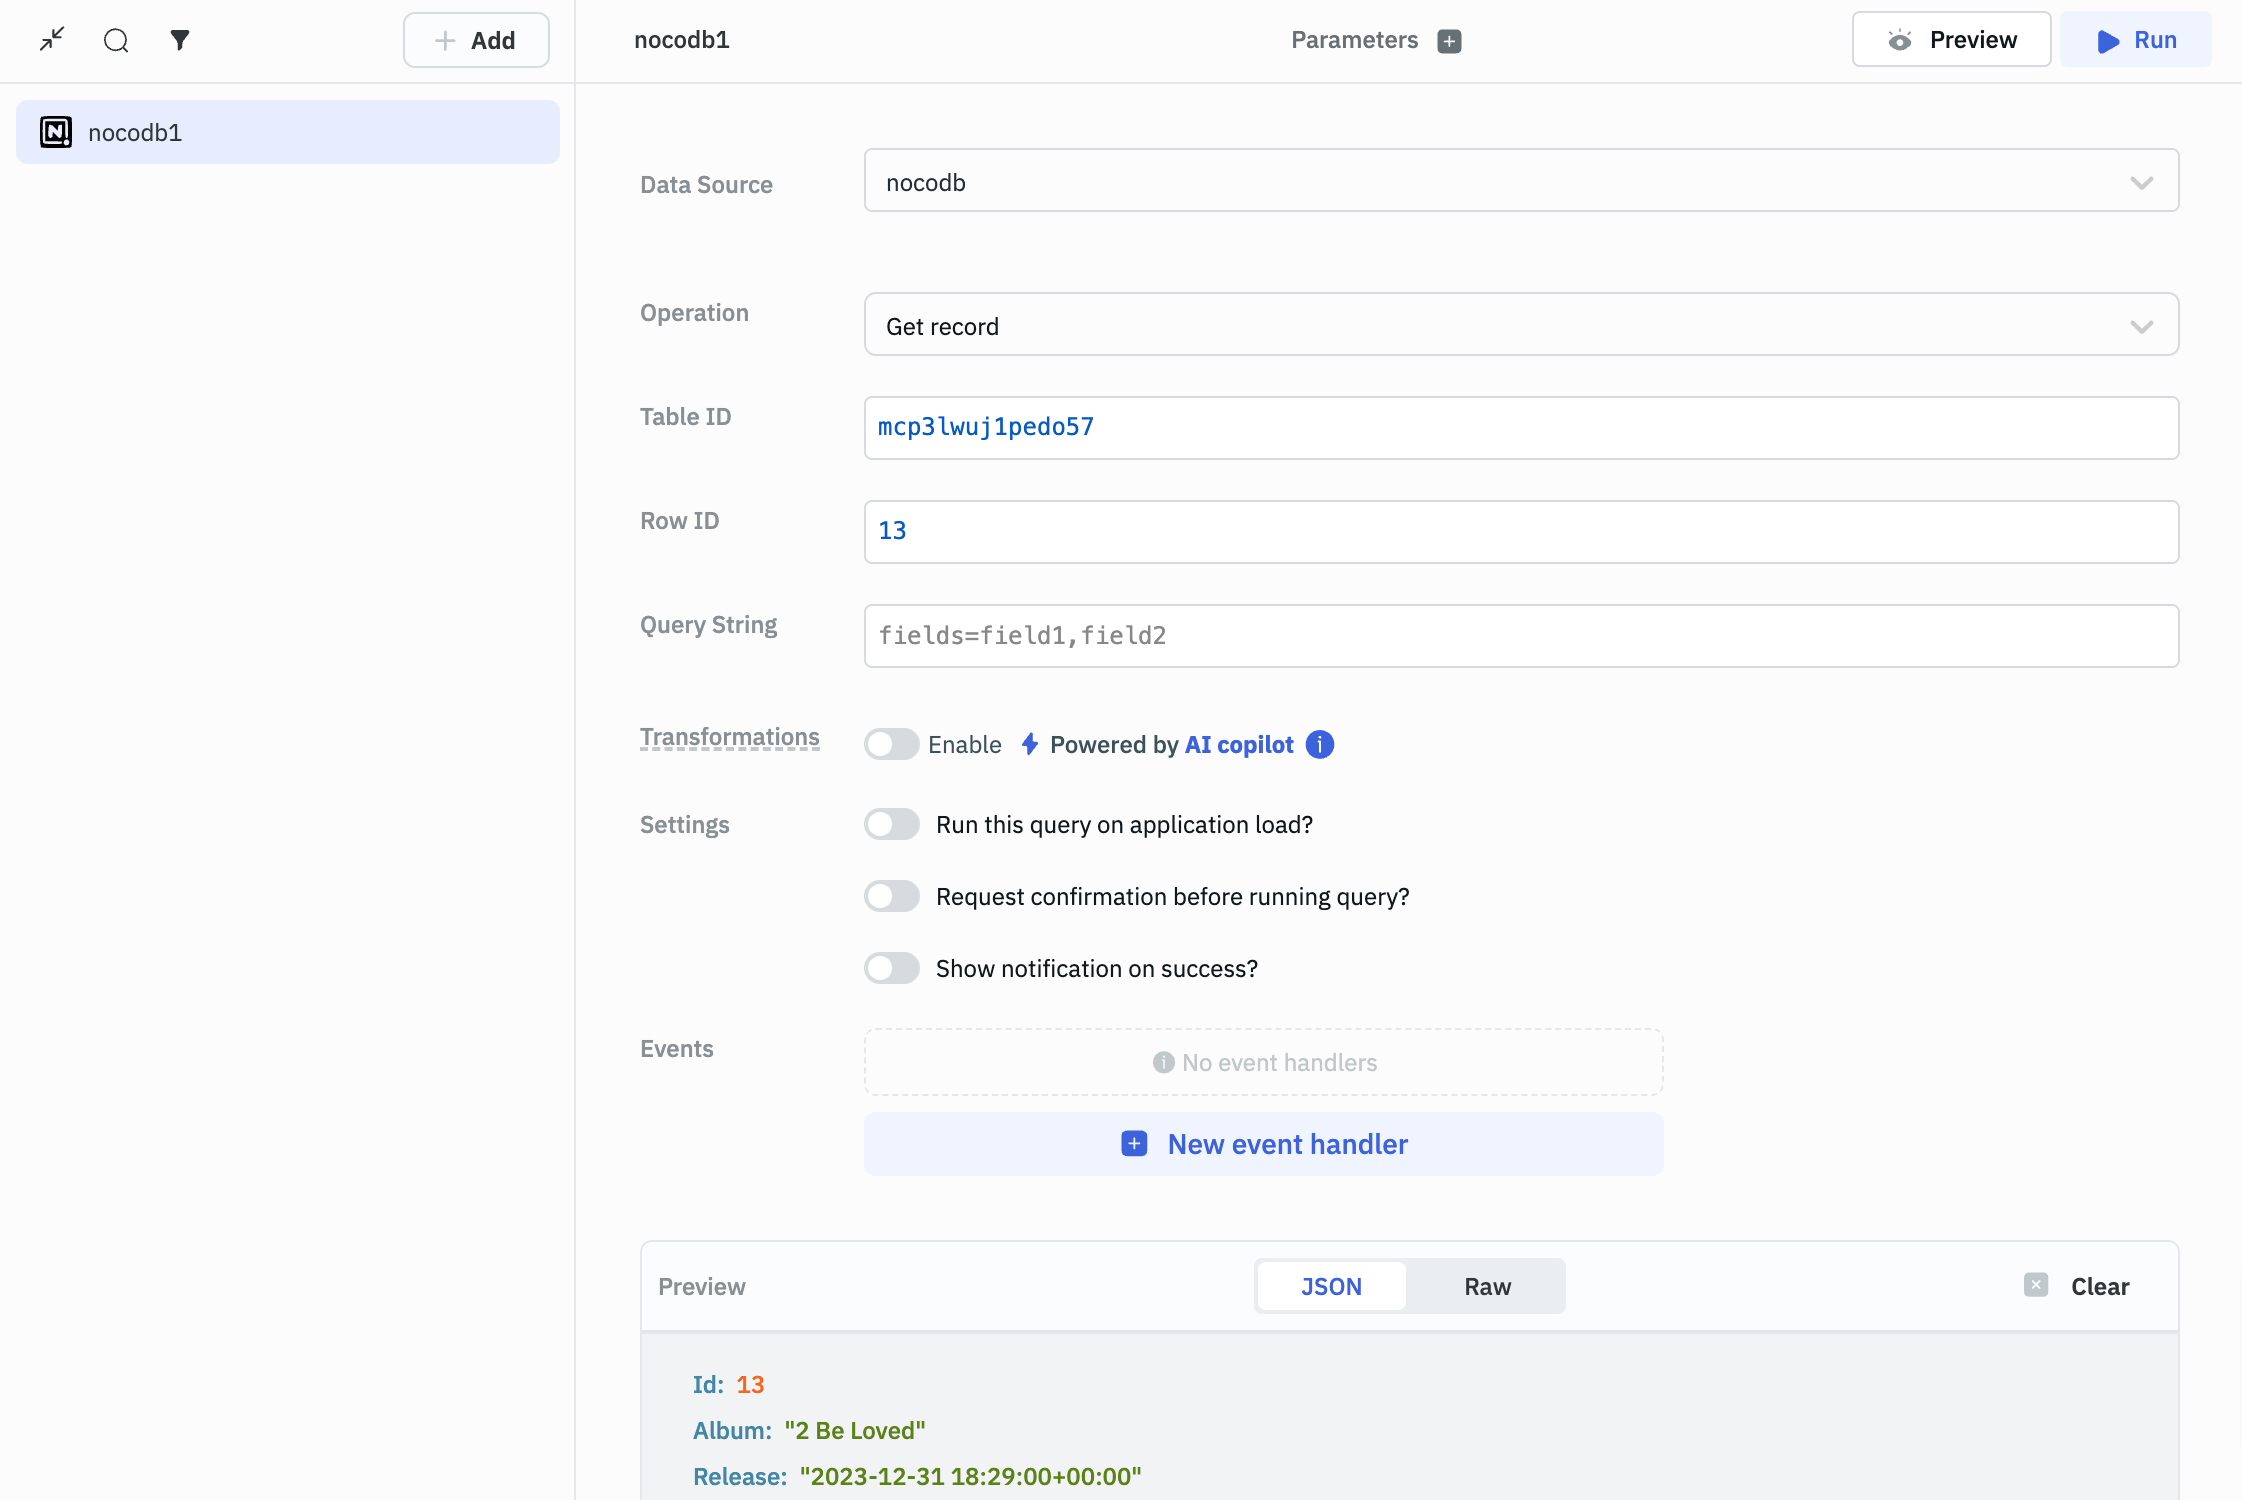 Add
nocodb1
Parameters
Preview
Run
nocodb1
Data Source
nocodb
Operation
Get record
Table ID
mcp3lwuj1pedo57
Row ID
13
Query String
fields=field1,field2
Transformations
Enable
Powered by AI copilot
Settings
Run this query on application load?
Request confirmation before running query?
Show notification on success?
Events
No event handlers
New event handler
Preview
JSON
Raw
Clear
Id: 13
Album: "2 Be Loved"
Release: "2023-12-31 18:29:00+00:00"